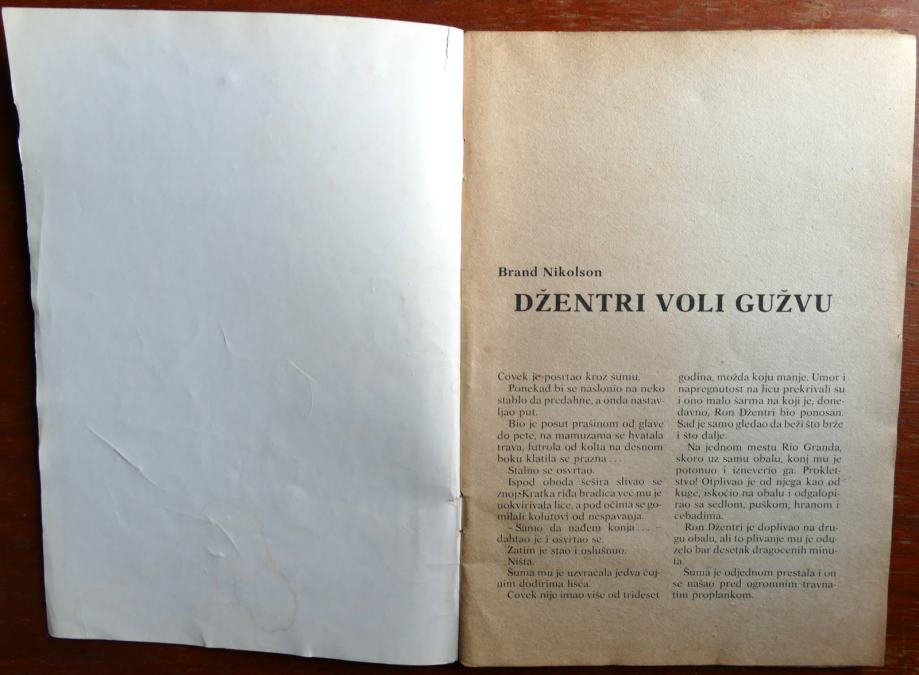 Brand Nikolson
DŽENTRI VOLI GUŽVU
Čovek je posrtao kroz šumu.
Ponekad bi se naslonio na neko
stablo da predahne, a onda nastav-
ljao put.
Bio je posut prašinom od glave
do pete, na mamuzama se hvatala
trava, futrola od kolta na desnom
boku klatila se prazna ...
Stalno se osvrtao.
Ispod oboda šešira slivao se
znoj. Kratka riđa bradica već mu je
uokvirivala lice, a pod očima se go-
milali kolutovi od nespavanja.
– Samo da nađem konja ... –
dahtao je i osvrtao se.
Zatim je stao i oslušnuo.
Ništa.
Šuma mu je uzvraćala jedva čuj-
nim dodirima lišća.
Čovek nije imao više od trideset
godina, možda koju manje. Umor i
napregnutost na licu prekrivali su
i ono malo šarma na koji je, done-
davno, Ron Džentri bio ponosan.
Sad je samo gledao da beži što brže
i što dalje.
Na jednom mestu Rio Granda,
skoro uz samu obalu, konj mu je
potonuo i izneverio ga. Proklet-
stvo! Otplivao je od njega kao od
kuge, iskočio na obalu i odgalopi-
rao sa sedlom, puškom, hranom i
ćebadima.
Ron Džentri je doplivao na dru-
gu obalu, ali to plivanje mu je odu-
zelo bar desetak dragocenih minu-
ta.
Šuma je odjednom prestala i on
se našao pred ogromnim travna-
tim proplankom.